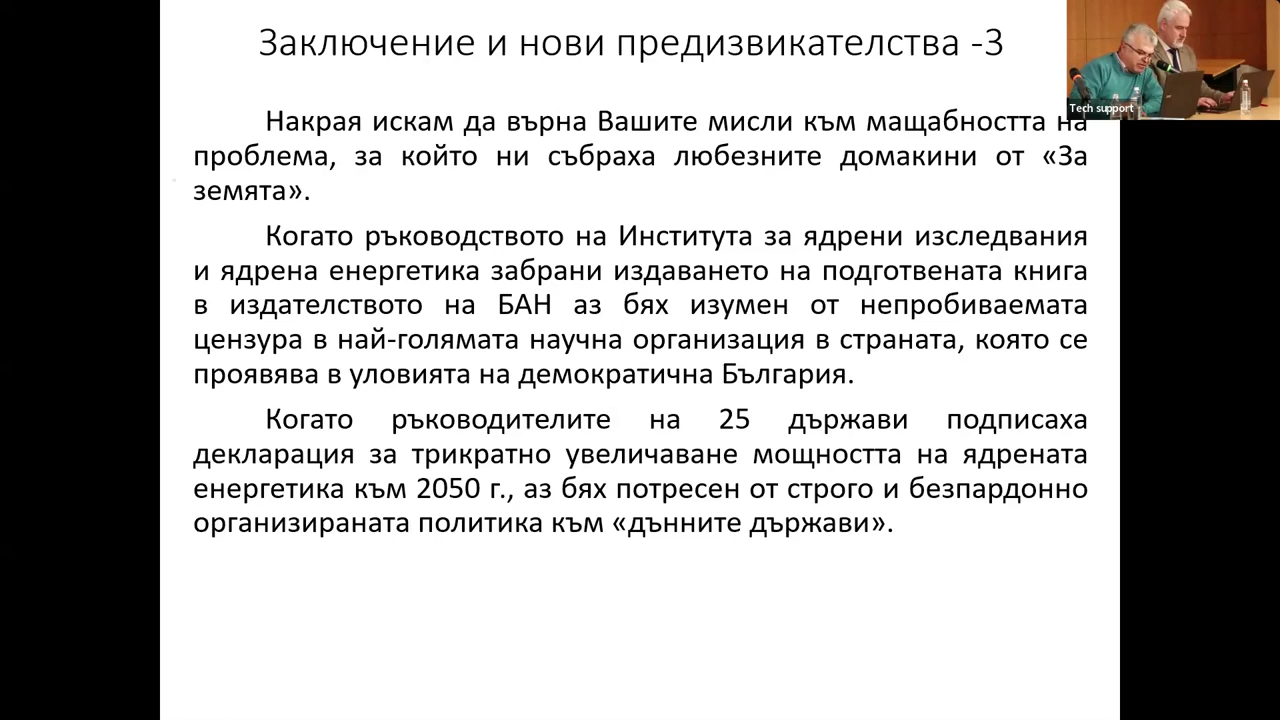 Заключение и нови предизвикателства -3
Tech support
Накрая искам да върна Вашите мисли към мащабността на
проблема, за който ни събраха любезните домакини от «За
земята».
Когато ръководството на Института за ядрени изследвания
и ядрена енергетика забрани издаването на подготвената книга
в издателството на БАН аз бях изумен от непробиваемата
цензура в най-голямата научна организация в страната, която се
проявява в уловията на демократична България.
Когато ръководителите на 25 държави подписаха
декларация за трикратно увеличаване мощността на ядрената
енергетика към 2050 г., аз бях потресен от строго и безпардонно
организираната политика към «дънните държави».